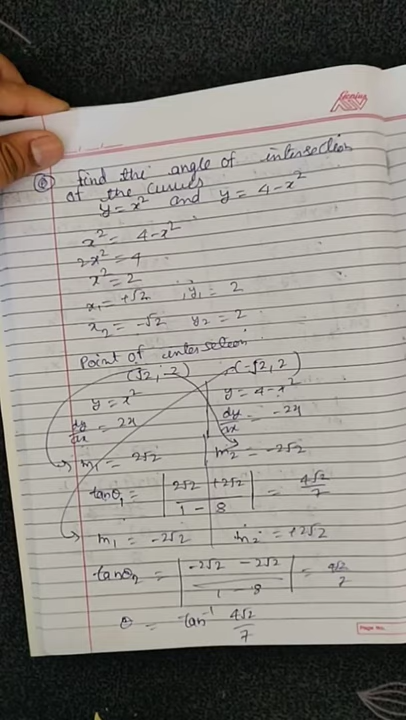 Q find the angle of intersection
of the curves
y = x² and y = 4-x²
x² = 4-x²
2x² = 4
x² = 2
x₁ = +√2 , y₁ = 2
x₂ = -√2 y₂ = 2
Point of intersection
(√2, 2) (-√2, 2)
y = x² y = 4-x²
dy/dx = 2x dy/dx = -2x
m₁ = 2√2 m₂ = -2√2
tanθ₁ = |2√2 + 2√2 / 1 - 8| = 4√2/7
m₁ = -2√2 m₂ = +2√2
tanθ₂ = |-2√2 - 2√2 / 1 - 8| = 4√2/7
θ = tan⁻¹ 4√2/7
Page No.